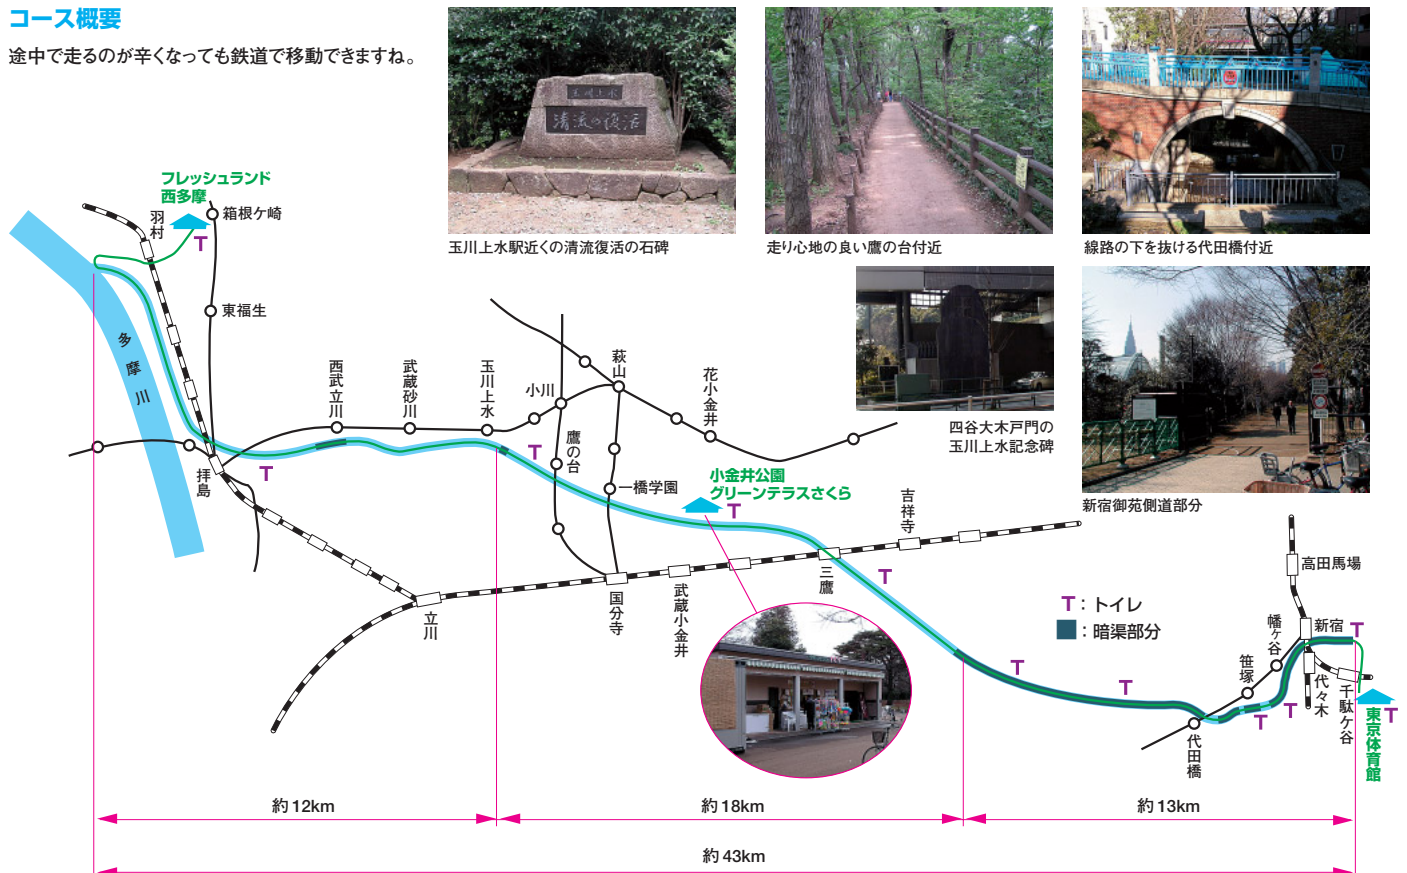 コース概要
途中で走るのが辛くなっても鉄道で移動できますね。
玉川上水
清流の復活
玉川上水駅近くの清流復活の石碑
走り心地の良い鷹の台付近
線路の下を抜ける代田橋付近
四谷大木戸門の
玉川上水記念碑
新宿御苑側道部分
フレッシュランド
西多摩
T
羽村
箱根ケ崎
東福生
多摩川
拝島
T
西武立川
武蔵砂川
玉川上水
T
小川
鷹の台
萩山
一橋学園
花小金井
小金井公園
グリーンテラスさくら
T
立川
国分寺
武蔵小金井
三鷹
吉祥寺
T
T：トイレ
：暗渠部分
T
T
代田橋
笹塚
幡ヶ谷
T
T
高田馬場
新宿
T
代々木
千駄ケ谷
東京体育館
T
約12km
約18km
約13km
約43km